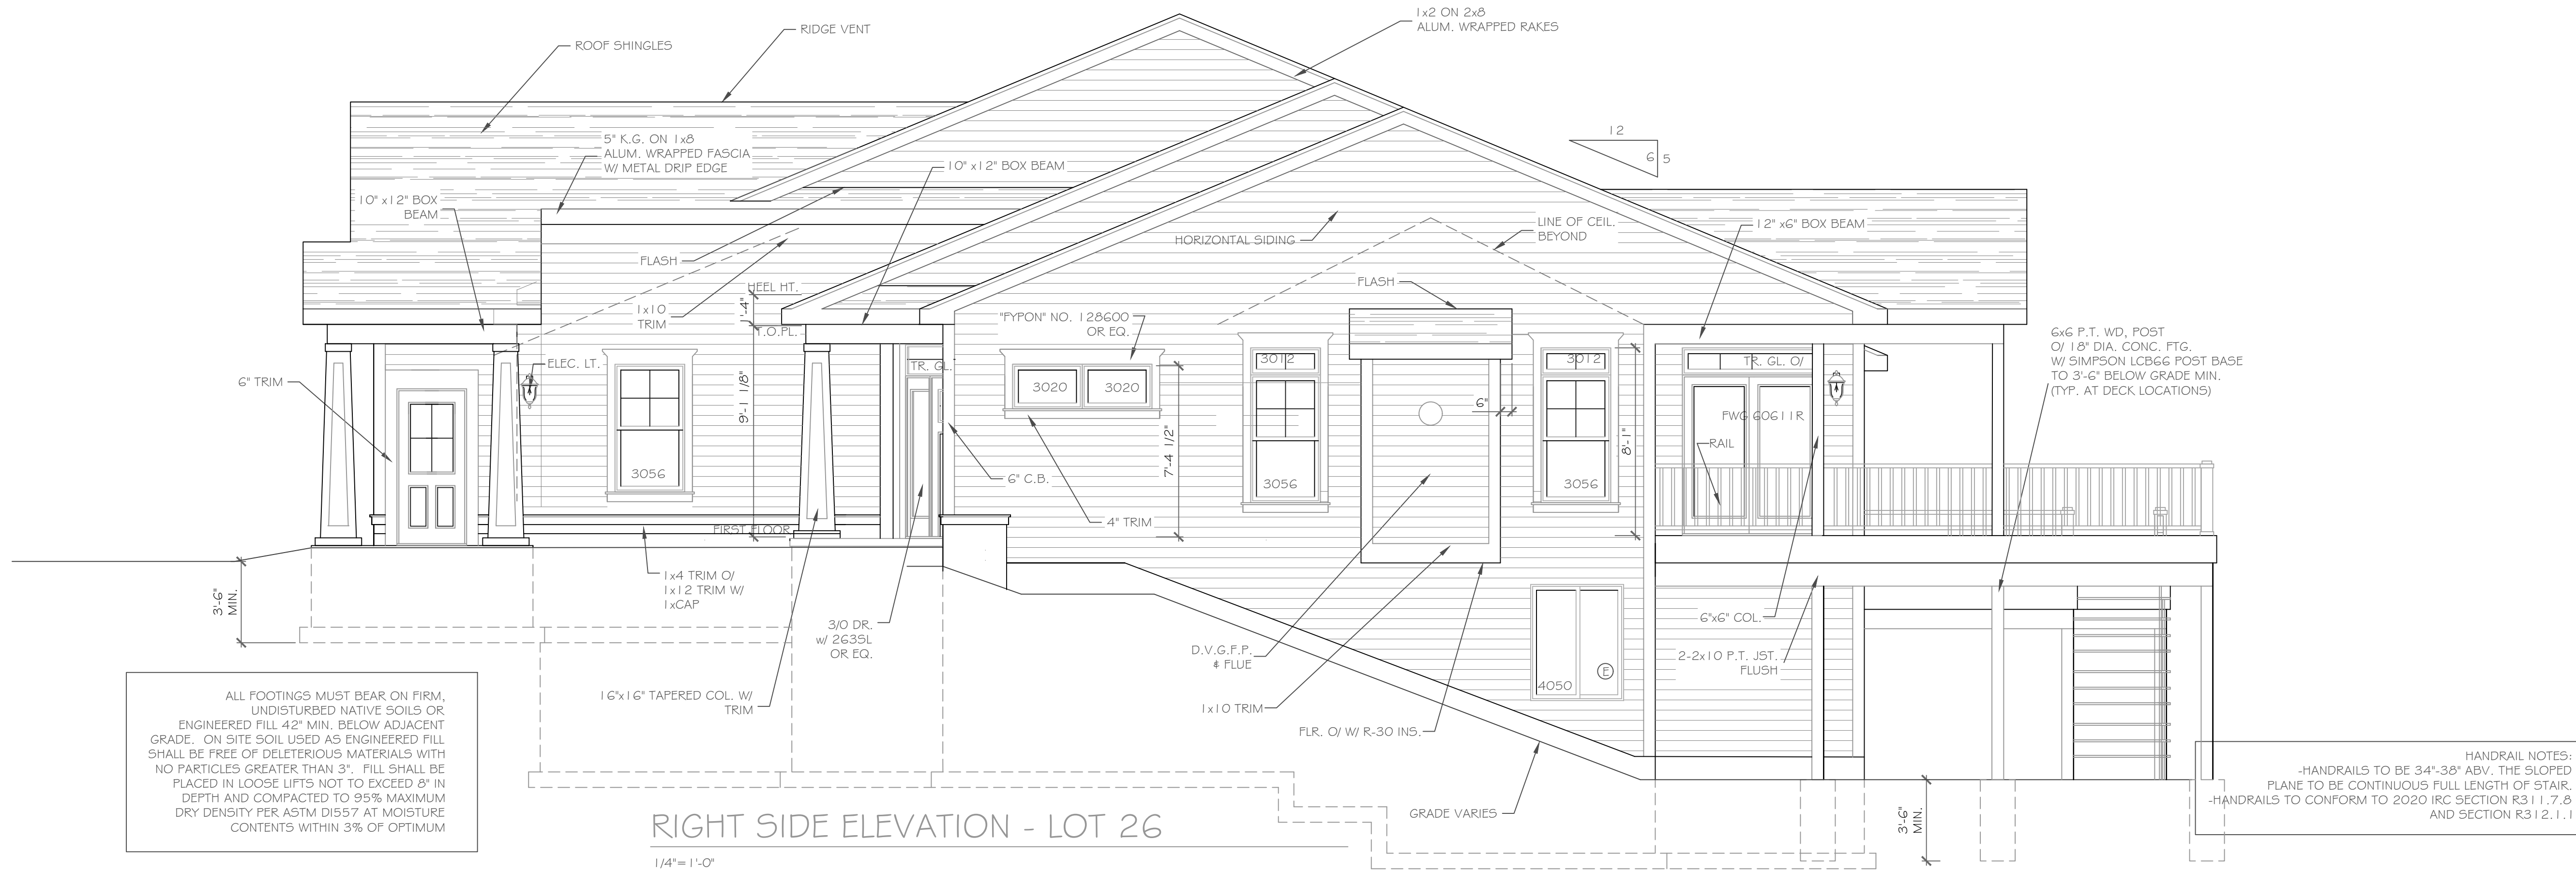 1x2 ON 2x8
ALUM. WRAPPED RAKES
RIDGE VENT
ROOF SHINGLES
5" K.G. ON 1x8
ALUM. WRAPPED FASCIA
W/ METAL DRIP EDGE
12
6
5
10" x12" BOX BEAM
10" x12" BOX
BEAM
HORIZONTAL SIDING
LINE OF CEIL.
BEYOND
12" x6" BOX BEAM
FLASH
HEEL HT.
FLASH
1'-4"
1x10
TRIM
T.O.PL.
"FYPON" NO. 128600
OR EQ.
6x6 P.T. WD, POST
O/ 18" DIA. CONC. FTG.
W/ SIMPSON LCB66 POST BASE
TO 3'-6" BELOW GRADE MIN.
(TYP. AT DECK LOCATIONS)
ELEC. LT.
TR. GL.
3012
3012
TR. GL. O/
6" TRIM
3020
3020
9'-1 1/8"
6"
FWG 60611R
7'-4 1/2"
8'-1"
RAIL
3056
6" C.B.
3056
3056
4" TRIM
FIRST FLOOR
1x4 TRIM O/
1x12 TRIM W/
1xCAP
3'-6"
MIN.
3/0 DR.
w/ 263SL
OR EQ.
6"x6" COL.
D.V.G.F.P.
& FLUE
2-2x10 P.T. JST.
FLUSH
E
4050
16"x16" TAPERED COL. W/
TRIM
1x10 TRIM
FLR. O/ W/ R-30 INS.
ALL FOOTINGS MUST BEAR ON FIRM,
UNDISTURBED NATIVE SOILS OR
ENGINEERED FILL 42" MIN. BELOW ADJACENT
GRADE. ON SITE SOIL USED AS ENGINEERED FILL
SHALL BE FREE OF DELETERIOUS MATERIALS WITH
NO PARTICLES GREATER THAN 3". FILL SHALL BE
PLACED IN LOOSE LIFTS NOT TO EXCEED 8" IN
DEPTH AND COMPACTED TO 95% MAXIMUM
DRY DENSITY PER ASTM D1557 AT MOISTURE
CONTENTS WITHIN 3% OF OPTIMUM
GRADE VARIES
3'-6"
MIN.
HANDRAIL NOTES:
-HANDRAILS TO BE 34"-38" ABV. THE SLOPED
PLANE TO BE CONTINUOUS FULL LENGTH OF STAIR.
-HANDRAILS TO CONFORM TO 2020 IRC SECTION R311.7.8
AND SECTION R312.1.1
RIGHT SIDE ELEVATION - LOT 26
1/4"=1'-0"